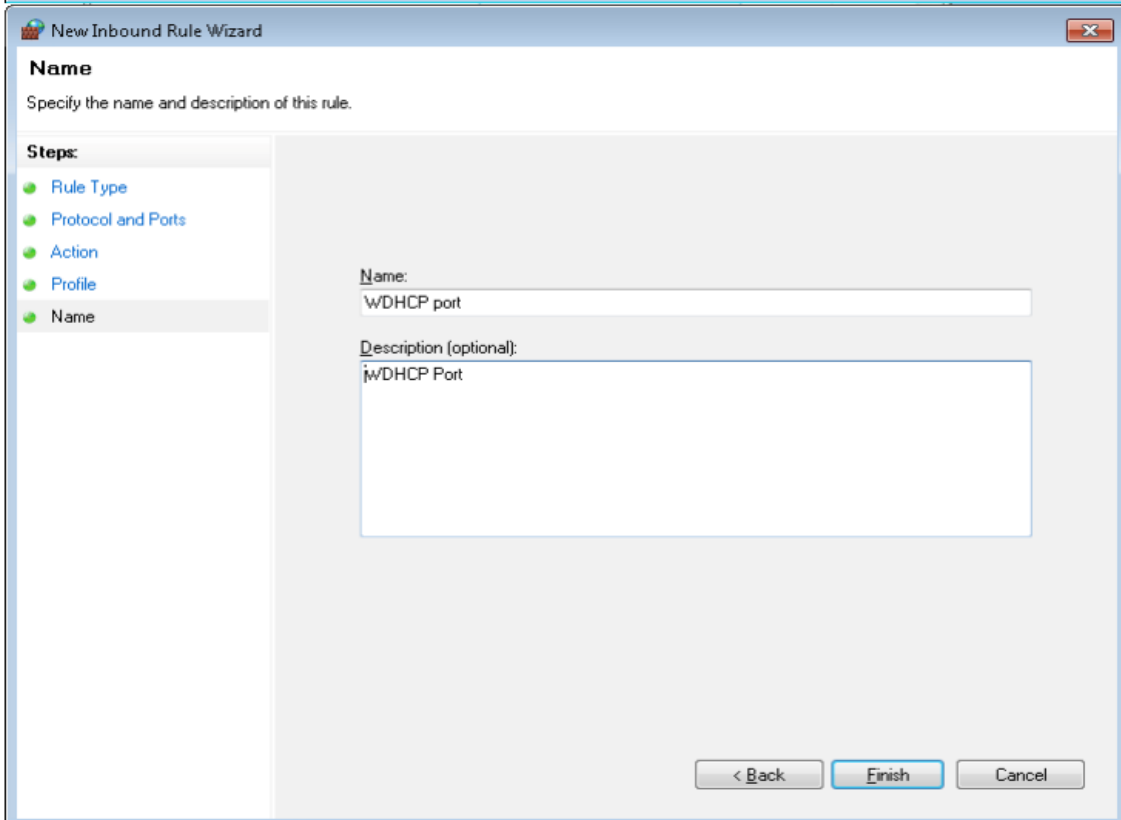 New Inbound Rule Wizard
Name
Specify the name and description of this rule.
Steps:
Rule Type
Protocol and Ports
Action
Profile
Name
Name:
WDHCP port
Description (optional):
WDHCP Port
< Back
Finish
Cancel